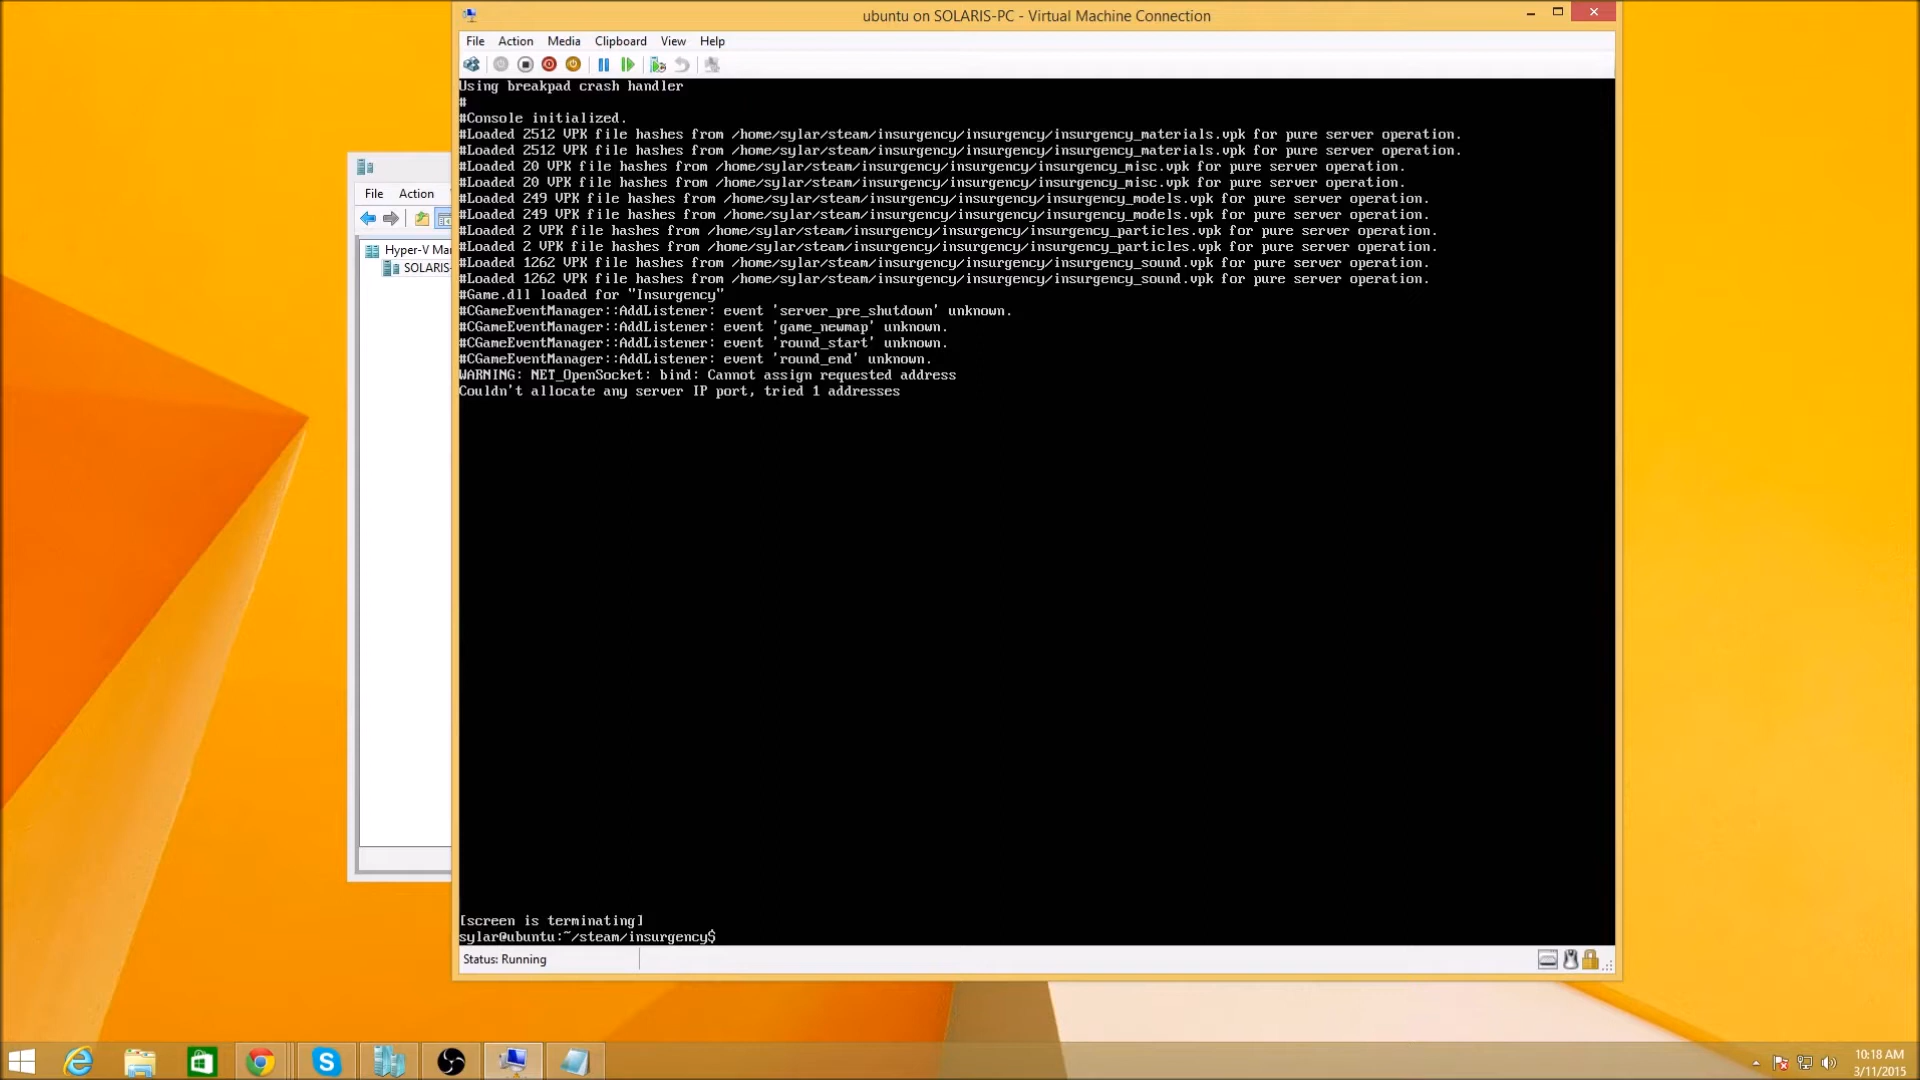 ubuntu on SOLARIS-PC - Virtual Machine Connection
File Action Media Clipboard View Help
Using breakpad crash handler
#
#Console initialized.
#Loaded 2512 VPK file hashes from /home/sylar/steam/insurgency/insurgency/insurgency_materials.vpk for pure server operation.
#Loaded 2512 VPK file hashes from /home/sylar/steam/insurgency/insurgency/insurgency_materials.vpk for pure server operation.
#Loaded 20 VPK file hashes from /home/sylar/steam/insurgency/insurgency/insurgency_misc.vpk for pure server operation.
#Loaded 20 VPK file hashes from /home/sylar/steam/insurgency/insurgency/insurgency_misc.vpk for pure server operation.
#Loaded 249 VPK file hashes from /home/sylar/steam/insurgency/insurgency/insurgency_models.vpk for pure server operation.
#Loaded 249 VPK file hashes from /home/sylar/steam/insurgency/insurgency/insurgency_models.vpk for pure server operation.
#Loaded 2 VPK file hashes from /home/sylar/steam/insurgency/insurgency/insurgency_particles.vpk for pure server operation.
#Loaded 2 VPK file hashes from /home/sylar/steam/insurgency/insurgency/insurgency_particles.vpk for pure server operation.
#Loaded 1262 VPK file hashes from /home/sylar/steam/insurgency/insurgency/insurgency_sound.vpk for pure server operation.
#Loaded 1262 VPK file hashes from /home/sylar/steam/insurgency/insurgency/insurgency_sound.vpk for pure server operation.
#Game.dll loaded for "Insurgency"
#CGameEventManager::AddListener: event 'server_pre_shutdown' unknown.
#CGameEventManager::AddListener: event 'game_newmap' unknown.
#CGameEventManager::AddListener: event 'round_start' unknown.
#CGameEventManager::AddListener: event 'round_end' unknown.
WARNING: NET_OpenSocket: bind: Cannot assign requested address
Couldn't allocate any server IP port, tried 1 addresses
[screen is terminating]
sylar@ubuntu:~/steam/insurgency$
Status: Running
File Action
Hyper-V Ma
SOLARIS-
10:18 AM
3/11/2015